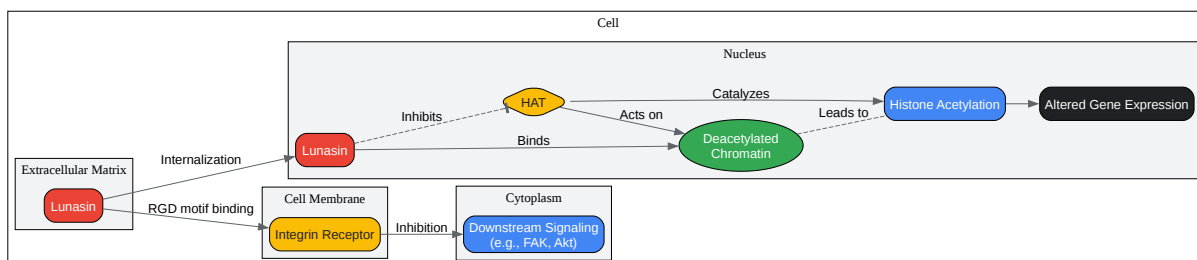 Cell
Nucleus
HAT
Catalyzes
Histone Acetylation
Altered Gene Expression
Inhibits
Acts on
Leads to
Lunasin
Binds
Deacetylated
Chromatin
Internalization
Extracellular Matrix
Lunasin
RGD motif binding
Cell Membrane
Integrin Receptor
Inhibition
Cytoplasm
Downstream Signaling
(e.g., FAK, Akt)